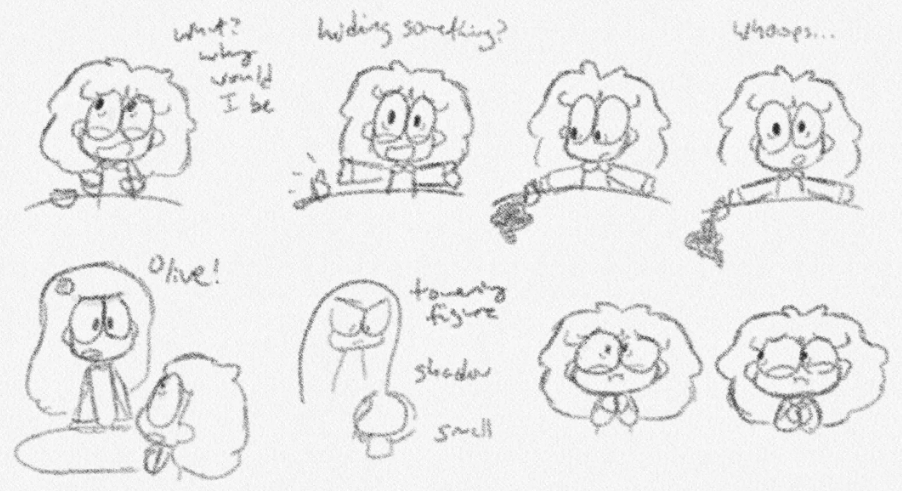 what?
why
would
I be
hiding something?
whoops...
Olive!
towering
figure
shadow
small